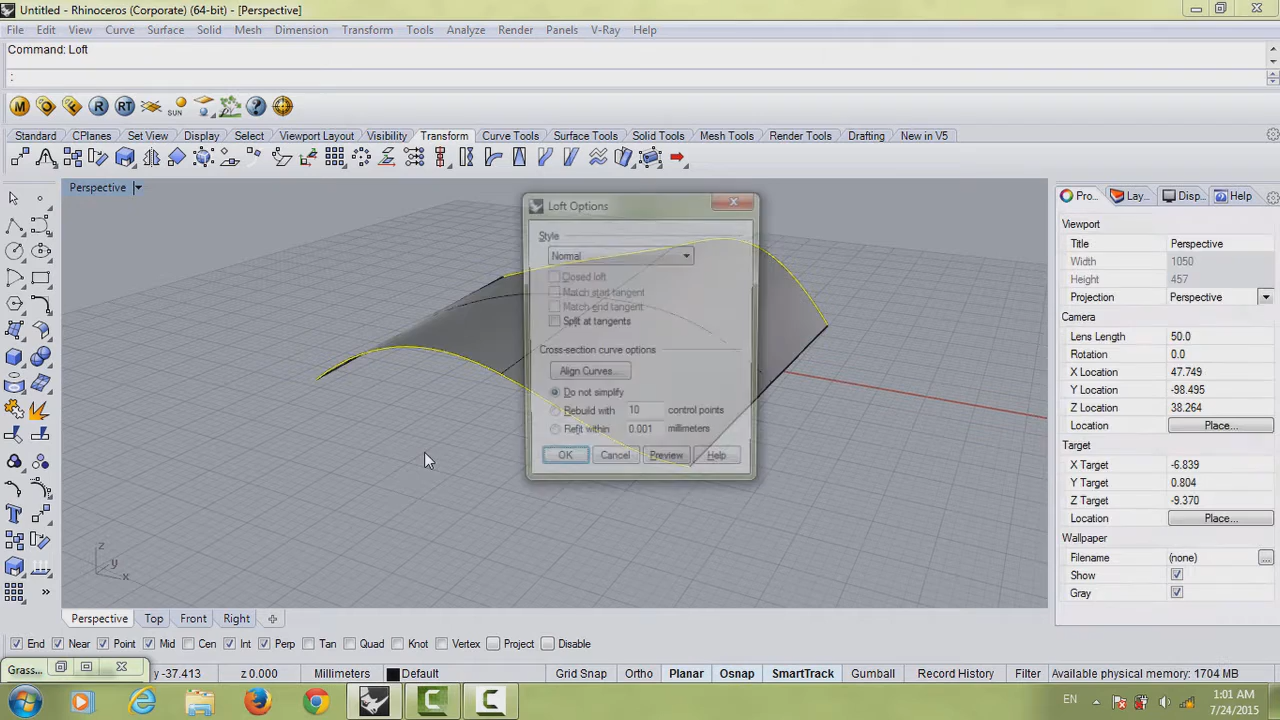 Untitled - Rhinoceros (Corporate) (64-bit) - [Perspective]
File Edit View Curve Surface Solid Mesh Dimension Transform Tools Analyze Render Panels V-Ray Help
Command: Loft
:
M R RT SUN ?
Standard CPlanes Set View Display Select Viewport Layout Visibility Transform Curve Tools Surface Tools Solid Tools Mesh Tools Render Tools Drafting New in V5
Perspective
Loft Options
Style
Normal
Closed loft
Match start tangent
Match end tangent
Split at tangents
Cross-section curve options
Align Curves...
Do not simplify
Rebuild with 10 control points
Refit within 0.001 millimeters
OK Cancel Preview Help
z
y
x
Pro... Lay... Disp... Help
Viewport
Title Perspective
Width 1050
Height 457
Projection Perspective
Camera
Lens Length 50.0
Rotation 0.0
X Location 47.749
Y Location -98.495
Z Location 38.264
Location Place...
Target
X Target -6.839
Y Target 0.804
Z Target -9.370
Location Place...
Wallpaper
Filename (none) ...
Show
Gray
Perspective Top Front Right
End Near Point Mid Cen Int Perp Tan Quad Knot Vertex Project Disable
Grass... y -37.413 z 0.000 Millimeters Default Grid Snap Ortho Planar Osnap SmartTrack Gumball Record History Filter Available physical memory: 1704 MB
EN 1:01 AM
7/24/2015